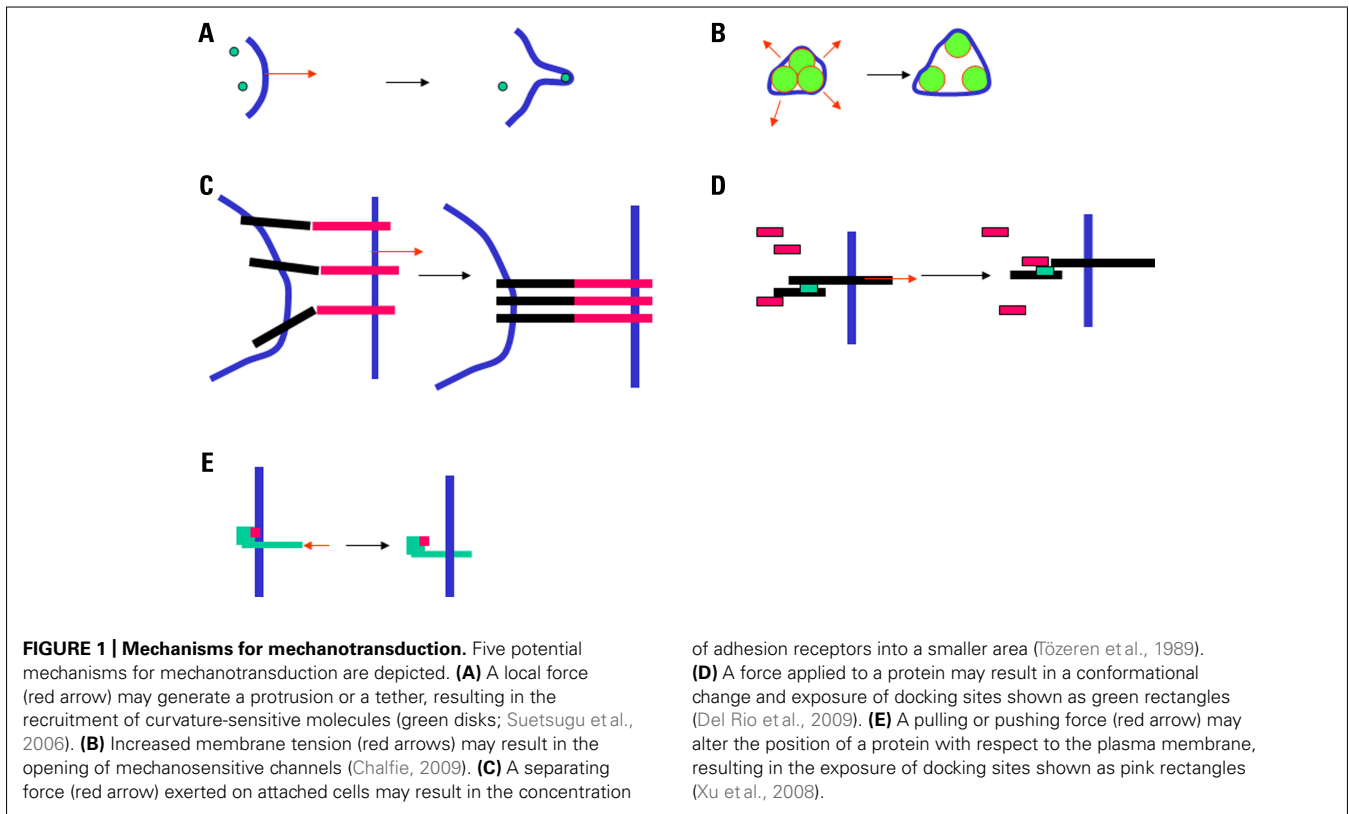 A
B
C
D
E
FIGURE 1 | Mechanisms for mechanotransduction. Five potential
mechanisms for mechanotransduction are depicted. (A) A local force
(red arrow) may generate a protrusion or a tether, resulting in the
recruitment of curvature-sensitive molecules (green disks; Suetsugu et al.,
2006). (B) Increased membrane tension (red arrows) may result in the
opening of mechanosensitive channels (Chalfie, 2009). (C) A separating
force (red arrow) exerted on attached cells may result in the concentration
of adhesion receptors into a smaller area (Tözeren et al., 1989).
(D) A force applied to a protein may result in a conformational
change and exposure of docking sites shown as green rectangles
(Del Rio et al., 2009). (E) A pulling or pushing force (red arrow) may
alter the position of a protein with respect to the plasma membrane,
resulting in the exposure of docking sites shown as pink rectangles
(Xu et al., 2008).